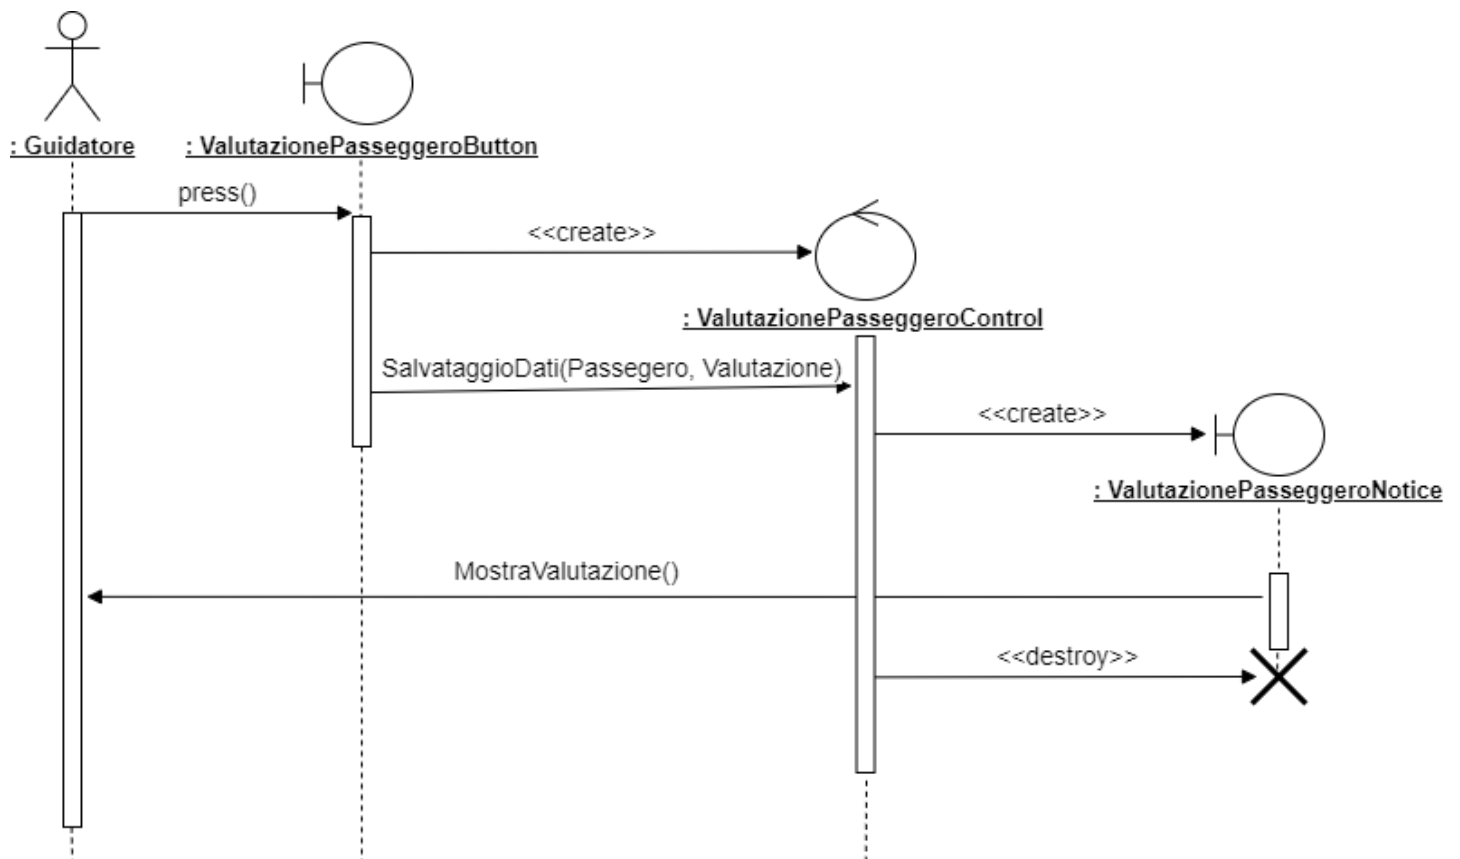 : Guidatore
: ValutazionePasseggeroButton
press()
<<create>>
: ValutazionePasseggeroControl
SalvataggioDati(Passegero, Valutazione)
<<create>>
: ValutazionePasseggeroNotice
MostraValutazione()
<<destroy>>